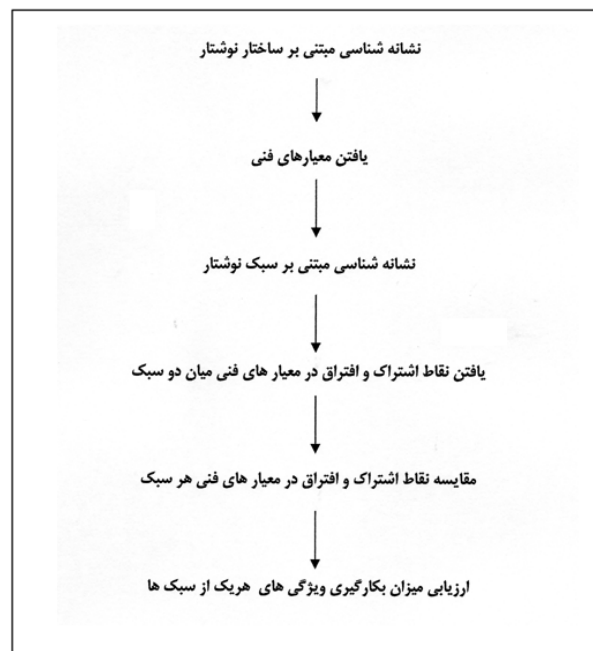 نشانه شناسی مبتنی بر ساختار نوشتار
یافتن معیارهای فنی
نشانه شناسی مبتنی بر سبک نوشتار
یافتن نقاط اشتراک و افتراق در معیار های فنی میان دو سبک
مقایسه نقاط اشتراک و افتراق در معیار های فنی هر سبک
ارزیابی میزان بکارگیری ویژگی های هریک از سبک ها